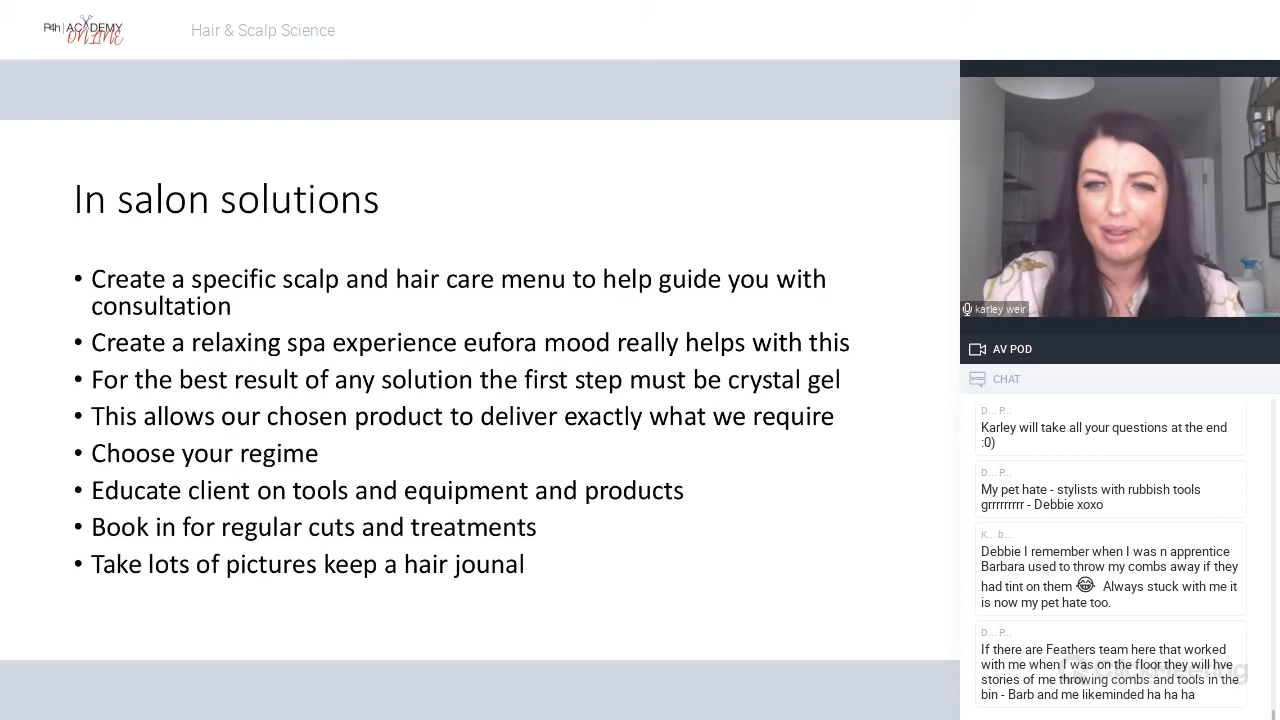 P4h ACADEMY
ONLINE
Hair & Scalp Science
In salon solutions
• Create a specific scalp and hair care menu to help guide you with
consultation
• Create a relaxing spa experience eufora mood really helps with this
• For the best result of any solution the first step must be crystal gel
• This allows our chosen product to deliver exactly what we require
• Choose your regime
• Educate client on tools and equipment and products
• Book in for regular cuts and treatments
• Take lots of pictures keep a hair jounal
karley weir
AV POD
CHAT
D... P...
Karley will take all your questions at the end
:0)
D... P...
My pet hate - stylists with rubbish tools
grrrrrrrrr - Debbie xoxo
K... b...
Debbie I remember when I was n apprentice
Barbara used to throw my combs away if they
had tint on them 😂 Always stuck with me it
is now my pet hate too.
D... P...
If there are Feathers team here that worked
with me when I was on the floor they will hve
stories of me throwing combs and tools in the
bin - Barb and me likeminded ha ha ha
ClickMeeting